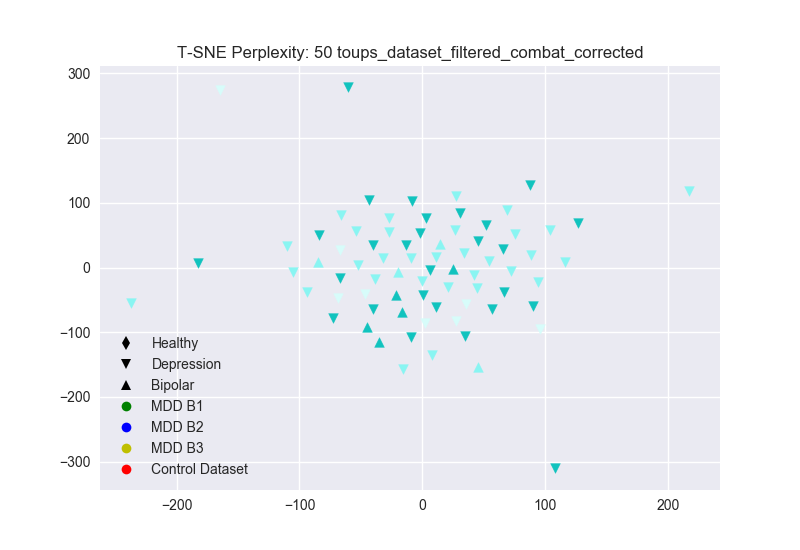 T-SNE Perplexity: 50 toups_dataset_filtered_combat_corrected
300
200
100
0
−100
−200
−300
Healthy
Depression
Bipolar
MDD B1
MDD B2
MDD B3
Control Dataset
−200 −100 0 100 200